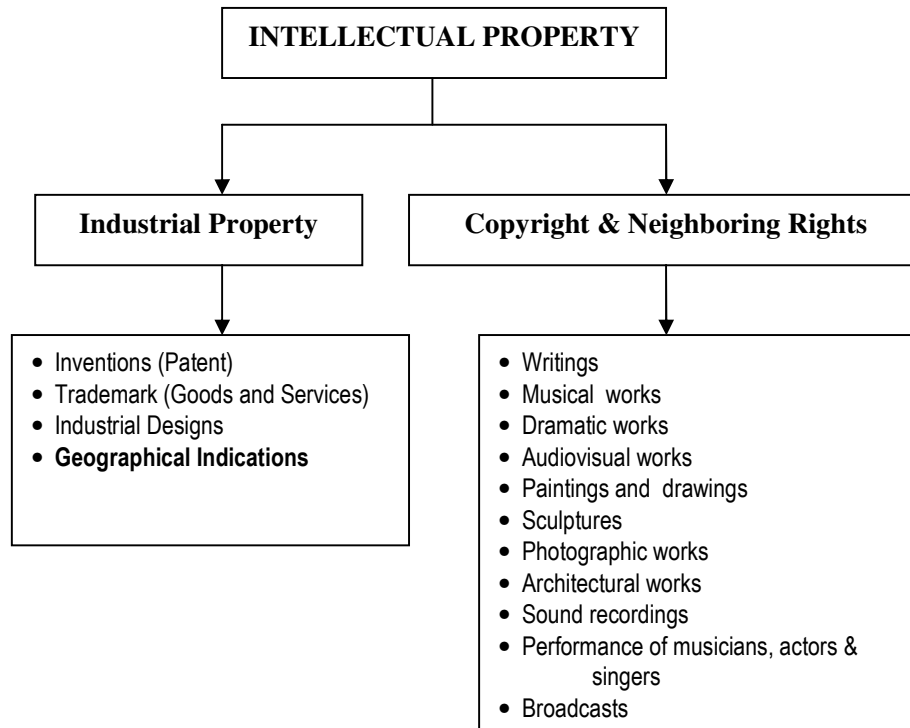 INTELLECTUAL PROPERTY
Industrial Property
Copyright & Neighboring Rights
• Inventions (Patent)
• Trademark (Goods and Services)
• Industrial Designs
• Geographical Indications
• Writings
• Musical works
• Dramatic works
• Audiovisual works
• Paintings and drawings
• Sculptures
• Photographic works
• Architectural works
• Sound recordings
• Performance of musicians, actors &
singers
• Broadcasts